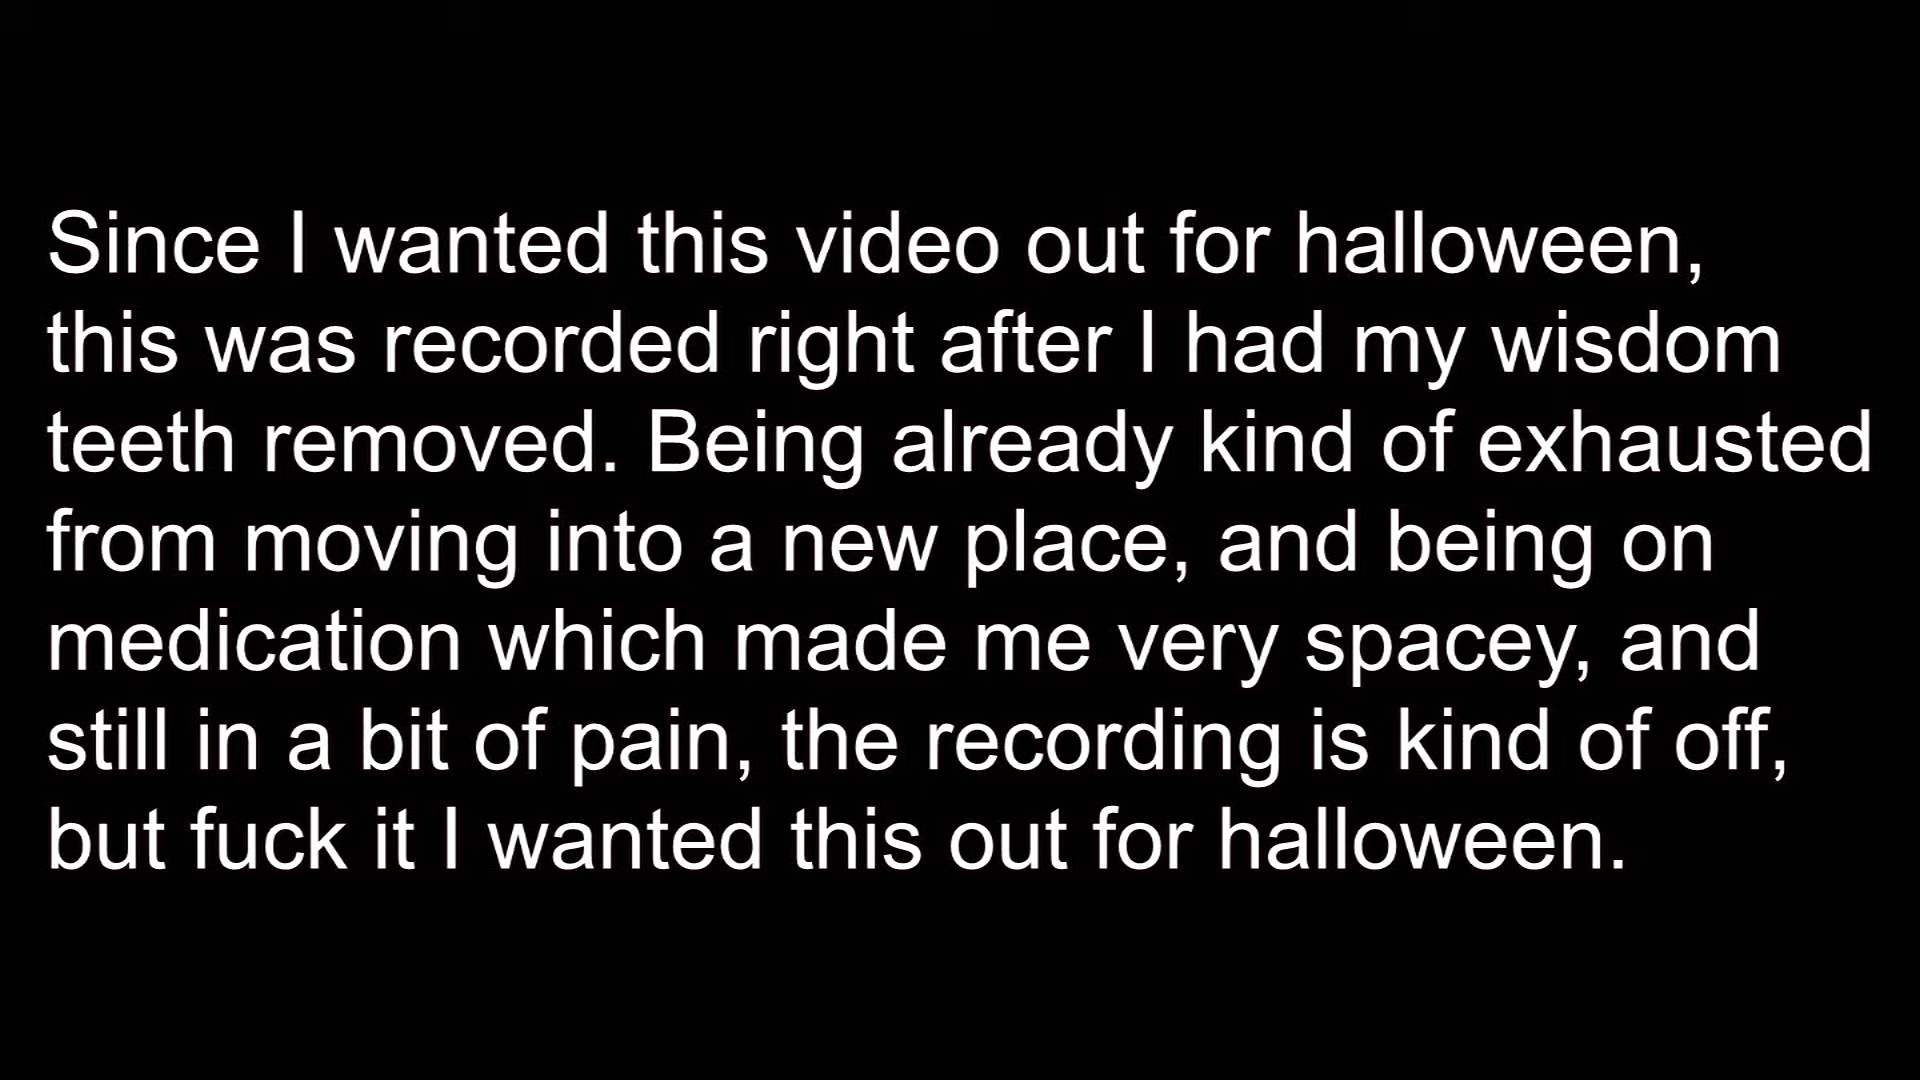 Since I wanted this video out for halloween,
this was recorded right after I had my wisdom
teeth removed. Being already kind of exhausted
from moving into a new place, and being on
medication which made me very spacey, and
still in a bit of pain, the recording is kind of off,
but fuck it I wanted this out for halloween.